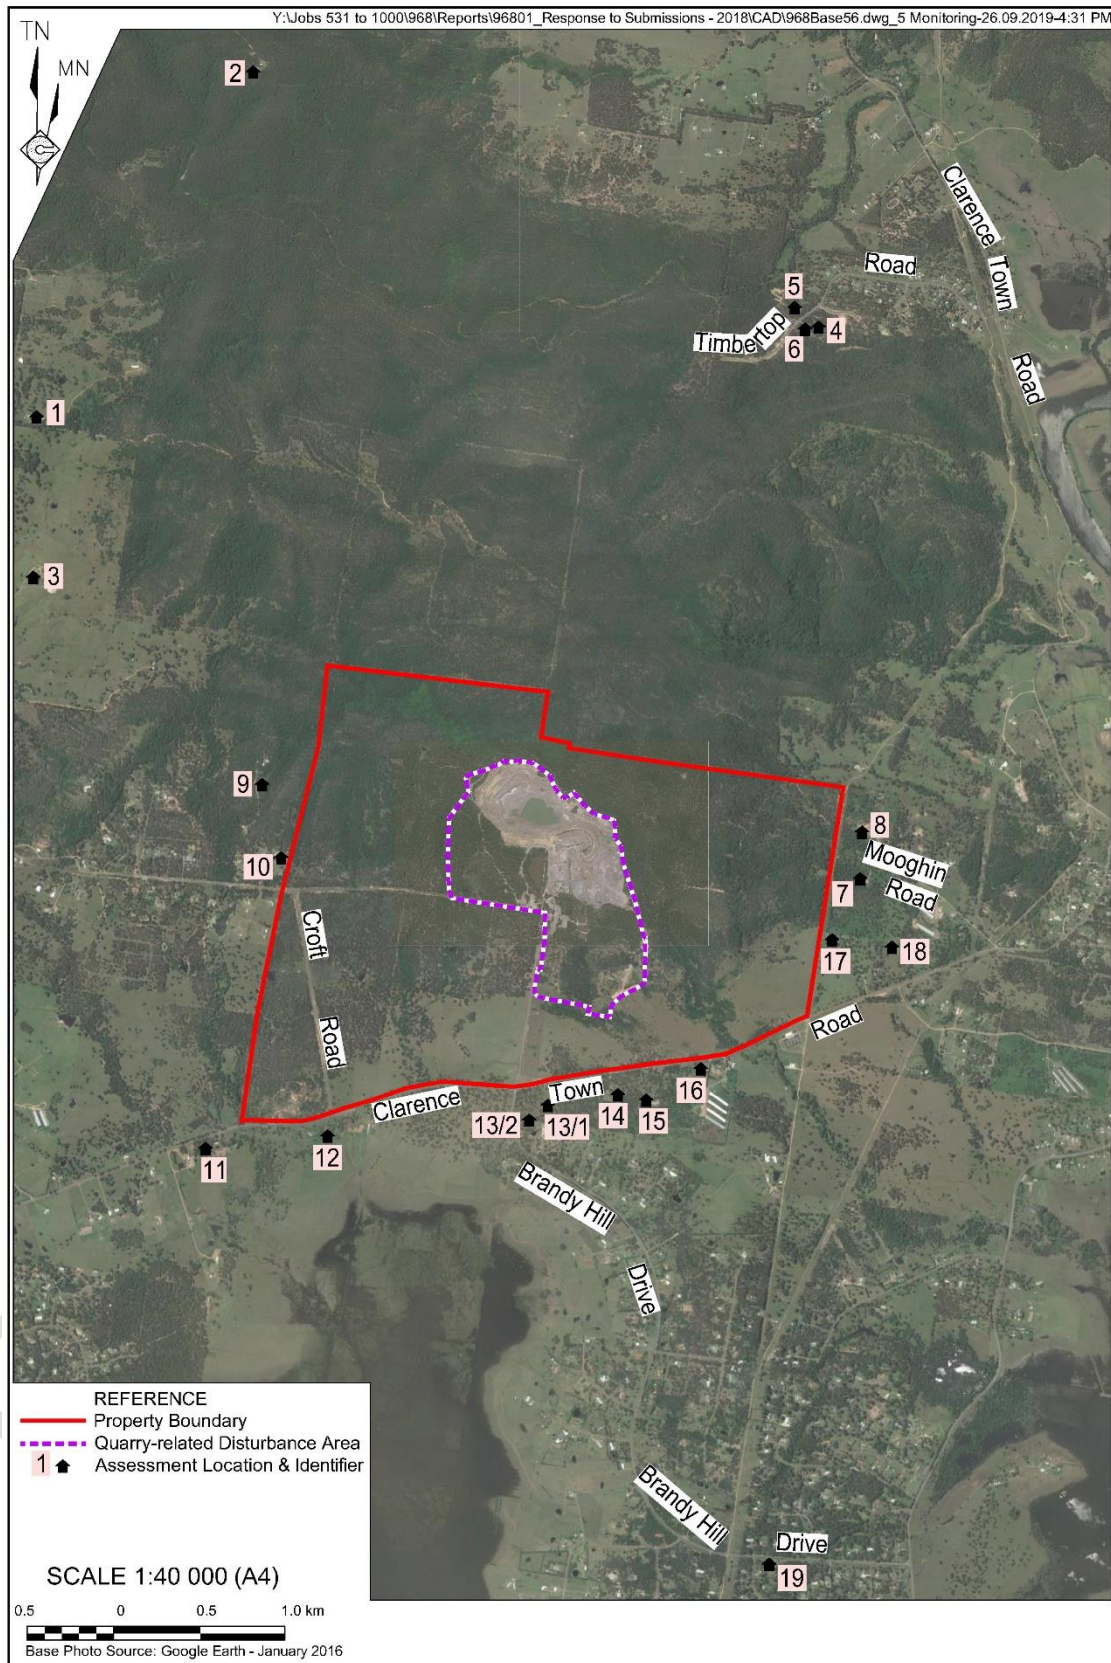 Y:\Jobs 531 to 1000\968\Reports\96801_Response to Submissions - 2018\CAD\968Base56.dwg_5 Monitoring-26.09.2019-4:31 PM
TN
MN
2
Clarence
Town
Road
Road
5
Timbertop
6
4
1
3
9
10
8
Mooghin
Road
7
17
18
Croft
Road
Road
16
Clarence
Town
14
15
13/2
13/1
11
12
Brandy Hill
Drive
Brandy Hill
Drive
19
REFERENCE
Property Boundary
Quarry-related Disturbance Area
1 Assessment Location & Identifier
SCALE 1:40 000 (A4)
0.5 0 0.5 1.0 km
Base Photo Source: Google Earth - January 2016